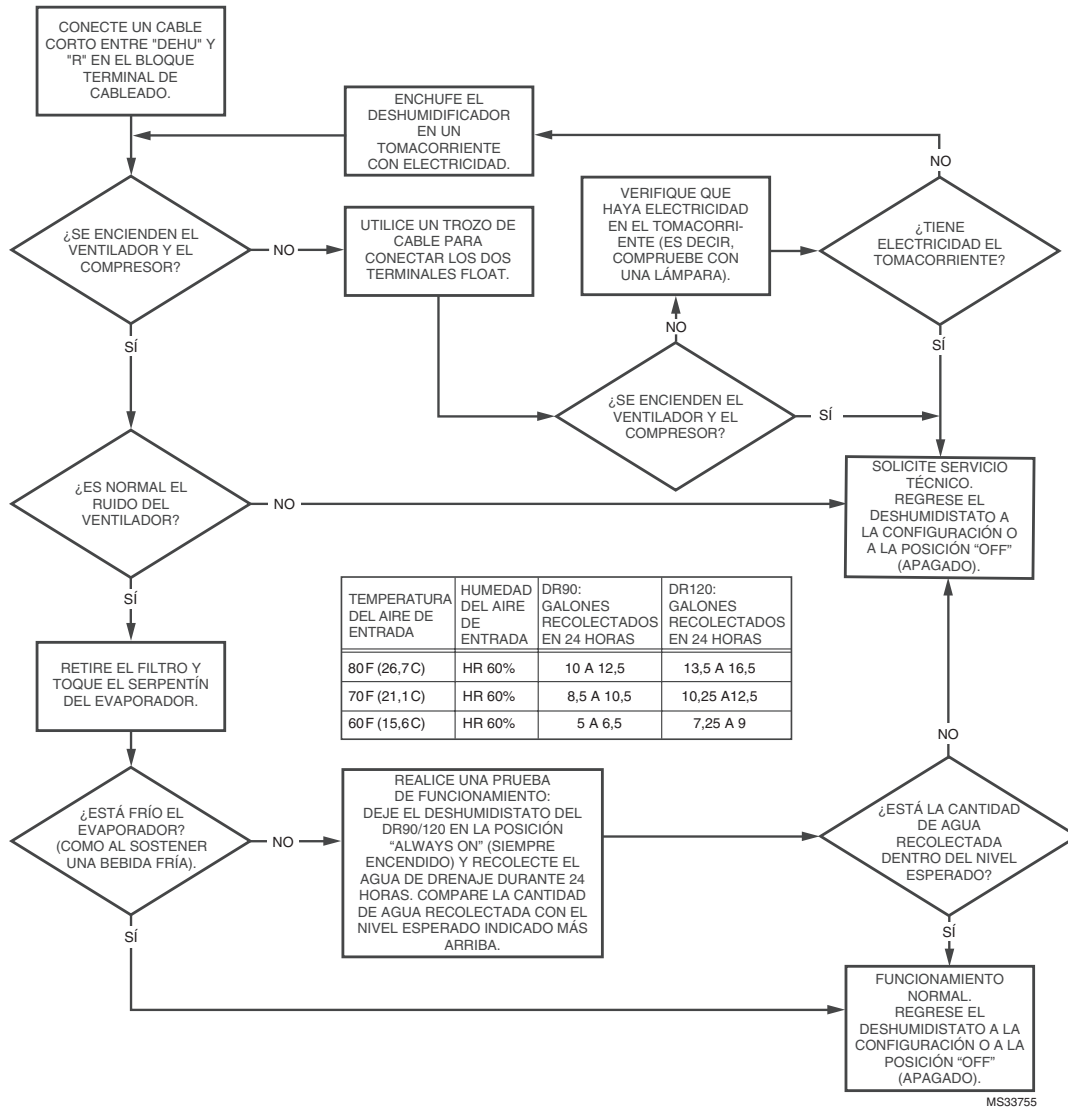 CONECTE UN CABLE
CORTO ENTRE "DEHU" Y
"R" EN EL BLOQUE
TERMINAL DE
CABLEADO.
ENCHUFE EL
DESHUMIDIFICADOR
EN UN
TOMACORRIENTE
CON ELECTRICIDAD.
NO
¿SE ENCIENDEN EL
VENTILADOR Y EL
COMPRESOR?
NO
UTILICE UN TROZO DE
CABLE PARA
CONECTAR LOS DOS
TERMINALES FLOAT.
VERIFIQUE QUE
HAYA ELECTRICIDAD
EN EL TOMACORRI-
ENTE (ES DECIR,
COMPRUEBE CON
UNA LÁMPARA).
¿TIENE
ELECTRICIDAD EL
TOMACORRIENTE?
SÍ
NO
SÍ
¿SE ENCIENDEN EL
VENTILADOR Y EL
COMPRESOR?
SÍ
¿ES NORMAL EL
RUIDO DEL
VENTILADOR?
NO
SOLICITE SERVICIO
TÉCNICO.
REGRESE EL
DESHUMIDISTATO A
LA CONFIGURACIÓN O
A LA POSICIÓN “OFF”
(APAGADO).
SÍ
TEMPERATURA
DEL AIRE DE
ENTRADA
HUMEDAD
DEL AIRE
DE
ENTRADA
DR90:
GALONES
RECOLECTADOS
EN 24 HORAS
DR120:
GALONES
RECOLECTADOS
EN 24 HORAS
80 F (26,7 C) HR 60% 10 A 12,5 13,5 A 16,5
70 F (21,1 C) HR 60% 8,5 A 10,5 10,25 A12,5
60 F (15,6 C) HR 60% 5 A 6,5 7,25 A 9
RETIRE EL FILTRO Y
TOQUE EL SERPENTÍN
DEL EVAPORADOR.
NO
¿ESTÁ FRÍO EL
EVAPORADOR?
(COMO AL SOSTENER
UNA BEBIDA FRÍA).
NO
REALICE UNA PRUEBA
DE FUNCIONAMIENTO:
DEJE EL DESHUMIDISTATO DEL
DR90/120 EN LA POSICIÓN
“ALWAYS ON” (SIEMPRE
ENCENDIDO) Y RECOLECTE EL
AGUA DE DRENAJE DURANTE 24
HORAS. COMPARE LA CANTIDAD
DE AGUA RECOLECTADA CON EL
NIVEL ESPERADO INDICADO MÁS
ARRIBA.
¿ESTÁ LA CANTIDAD
DE AGUA
RECOLECTADA
DENTRO DEL NIVEL
ESPERADO?
SÍ
SÍ
FUNCIONAMIENTO
NORMAL.
REGRESE EL
DESHUMIDISTATO A LA
CONFIGURACIÓN O A LA
POSICIÓN “OFF”
(APAGADO).
MS33755